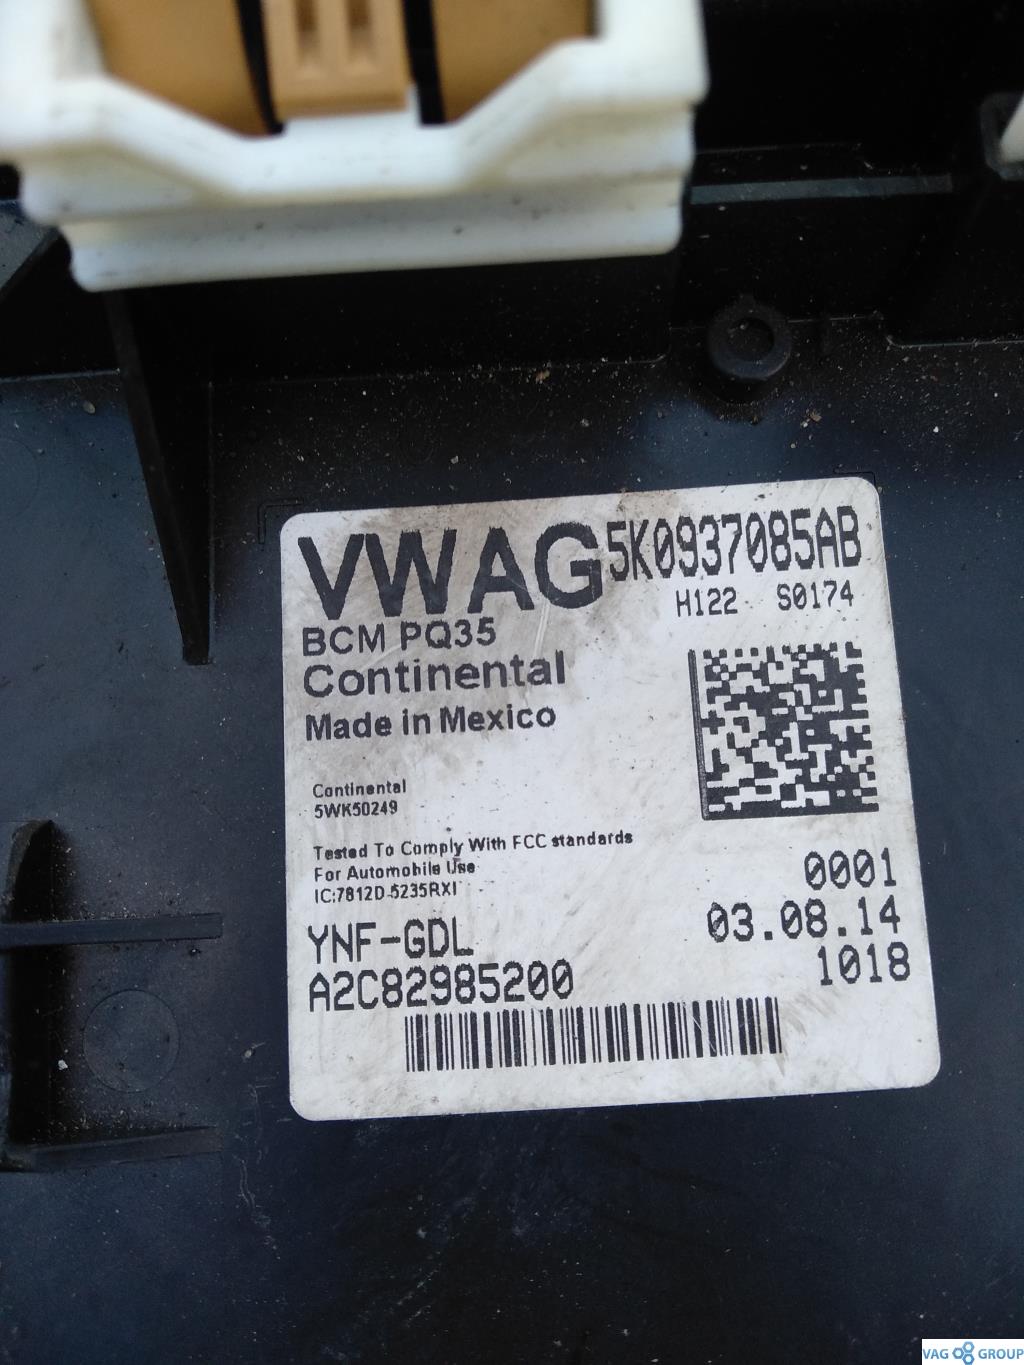 VWAG 5K0937085AB
H122 S0174
BCM PQ35
Continental
Made in Mexico
Continental
5WK50249
Tested To Comply With FCC standards
For Automobile Use
IC:7812D-5235RXI
0001
YNF-GDL 03.08.14
A2C82985200 1018
VAG GROUP